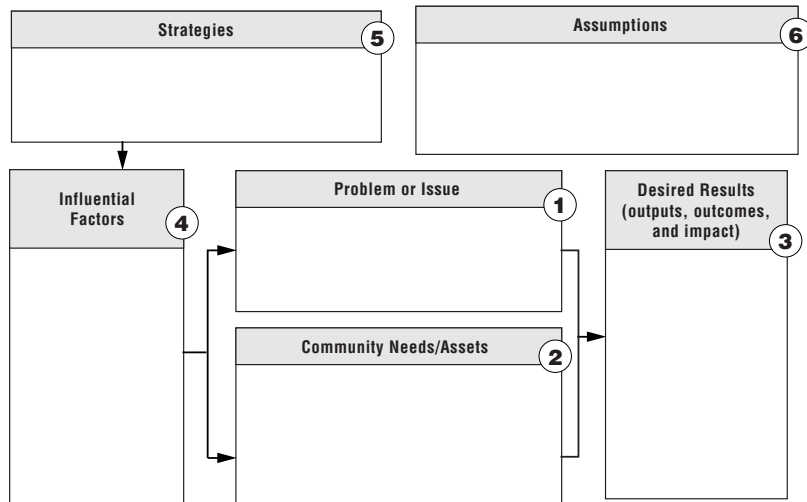 Strategies
5
Assumptions
6
Influential
Factors
4
Problem or Issue
1
Community Needs/Assets
2
Desired Results
(outputs, outcomes,
and impact)
3